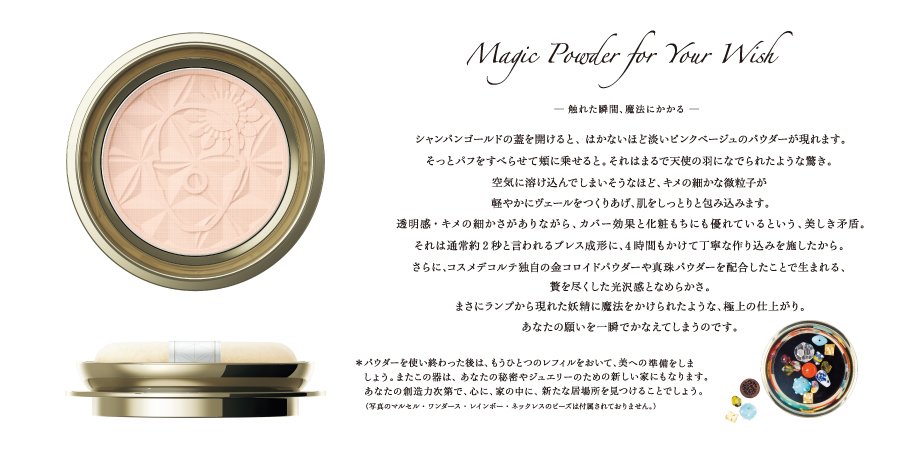 Magic Powder for Your Wish
― 触れた瞬間、魔法にかかる ―
シャンパンゴールドの蓋を開けると、はかないほど淡いピンクベージュのパウダーが現れます。
そっとパフをすべらせて頬に乗せると。それはまるで天使の羽になでられたような驚き。
空気に溶け込んでしまいそうなほど、キメの細かな微粒子が
軽やかにヴェールをつくりあげ、肌をしっとりと包み込みます。
透明感・キメの細かさがありながら、カバー効果と化粧もちにも優れているという、美しき矛盾。
それは通常約2秒と言われるプレス成形に、4時間もかけて丁寧な作り込みを施したから。
さらに、コスメデコルテ独自の金コロイドパウダーや真珠パウダーを配合したことで生まれる、
贅を尽くした光沢感となめらかさ。
まさにランプから現れた妖精に魔法をかけられたような、極上の仕上がり。
あなたの願いを一瞬でかなえてしまうのです。
＊パウダーを使い終わった後は、もうひとつのレフィルをおいて、美への準備をしま
しょう。またこの器は、あなたの秘密やジュエリーのための新しい家にもなります。
あなたの創造力次第で、心に、家の中に、新たな居場所を見つけることでしょう。
（写真のマルセル・ワンダース・レインボー・ネックレスのビーズは付属されておりません。）